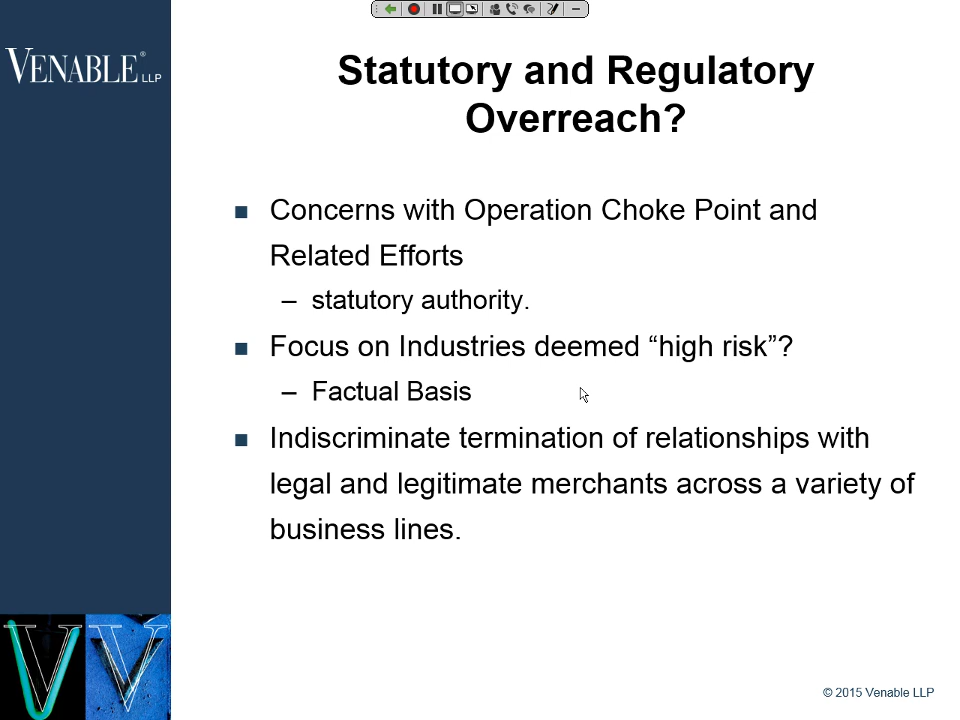 VENABLE® LLP
Statutory and Regulatory
Overreach?
■ Concerns with Operation Choke Point and
Related Efforts
– statutory authority.
■ Focus on Industries deemed “high risk”?
– Factual Basis
■ Indiscriminate termination of relationships with
legal and legitimate merchants across a variety of
business lines.
V V
© 2015 Venable LLP